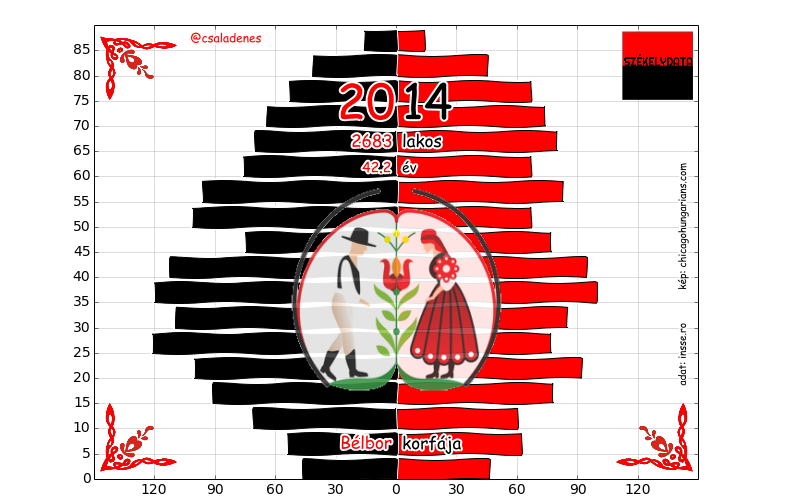 @csaladenes
SZÉKELYDATA
2014
2683 lakos
42.2 év
kép: chicagohungarians.com
adat: insse.ro
Bélbor korfája
85
80
75
70
65
60
55
50
45
40
35
30
25
20
15
10
5
0
120 90 60 30 0 30 60 90 120